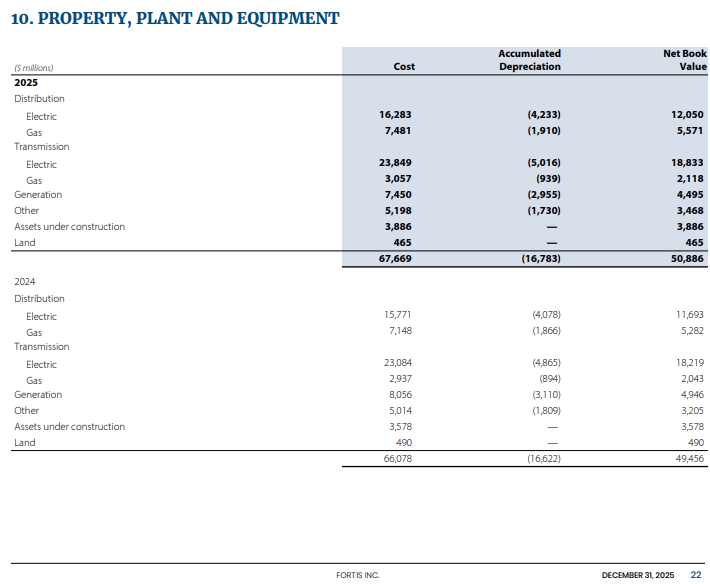 10. PROPERTY, PLANT AND EQUIPMENT
Accumulated Net Book
($ millions) Cost Depreciation Value
2025
Distribution
Electric 16,283 (4,233) 12,050
Gas 7,481 (1,910) 5,571
Transmission
Electric 23,849 (5,016) 18,833
Gas 3,057 (939) 2,118
Generation 7,450 (2,955) 4,495
Other 5,198 (1,730) 3,468
Assets under construction 3,886 — 3,886
Land 465 — 465
67,669 (16,783) 50,886
2024
Distribution
Electric 15,771 (4,078) 11,693
Gas 7,148 (1,866) 5,282
Transmission
Electric 23,084 (4,865) 18,219
Gas 2,937 (894) 2,043
Generation 8,056 (3,110) 4,946
Other 5,014 (1,809) 3,205
Assets under construction 3,578 — 3,578
Land 490 — 490
66,078 (16,622) 49,456
FORTIS INC. DECEMBER 31, 2025 22